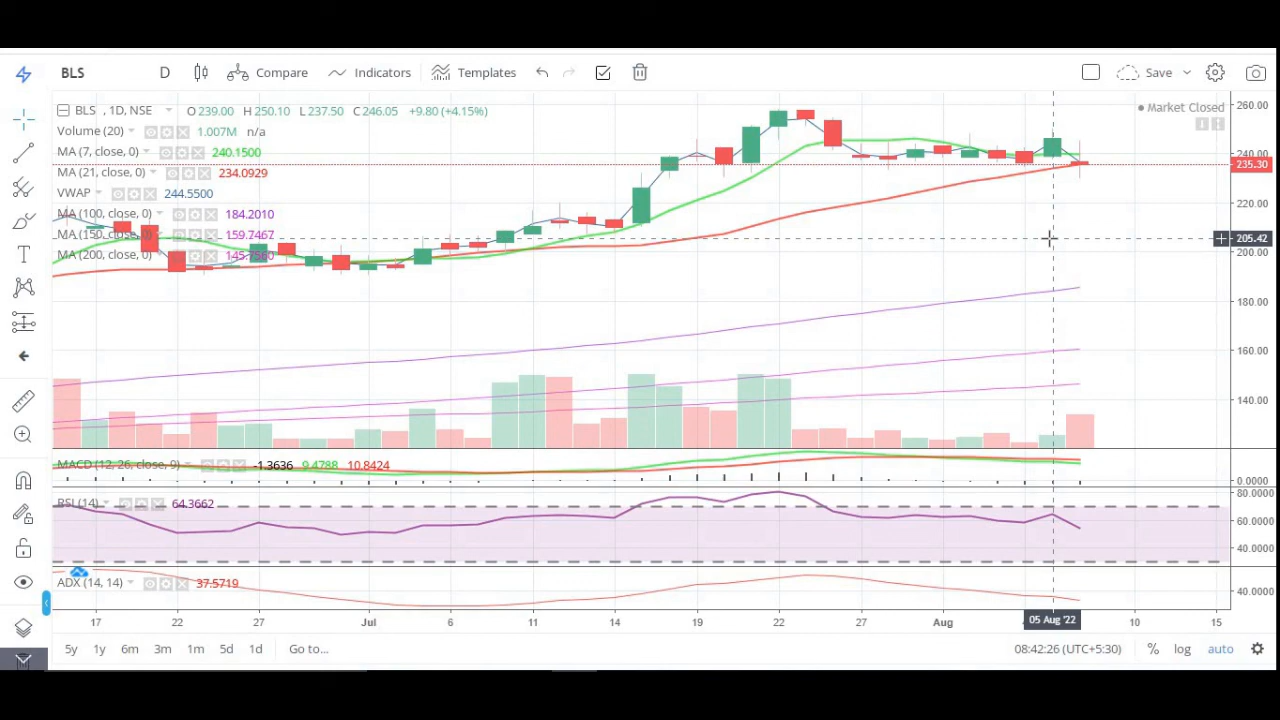 BLS D Compare Indicators Templates Save
BLS , 1D, NSE O 239.00 H 250.10 L 237.50 C 246.05 +9.80 (+4.15%)
Market Closed
Volume (20) 1.007M n/a
MA (7, close, 0) 240.1500
MA (21, close, 0) 234.0929
VWAP 244.5500
MA (100, close, 0) 184.2010
MA (150, close, 0) 159.7467
MA (200, close, 0)
260.00
240.00
235.30
220.00
205.42
200.00
180.00
160.00
140.00
MACD (12, 26, close, 9) -1.3636 9.4788 10.8424
0.0000
RSI (14) 64.3662
80.0000
60.0000
40.0000
ADX (14, 14) 37.5719
40.0000
17 22 27 Jul 6 11 14 19 22 27 Aug 05 Aug '22 10 15
5y 1y 6m 3m 1m 5d 1d Go to... 08:42:26 (UTC+5:30) % log auto